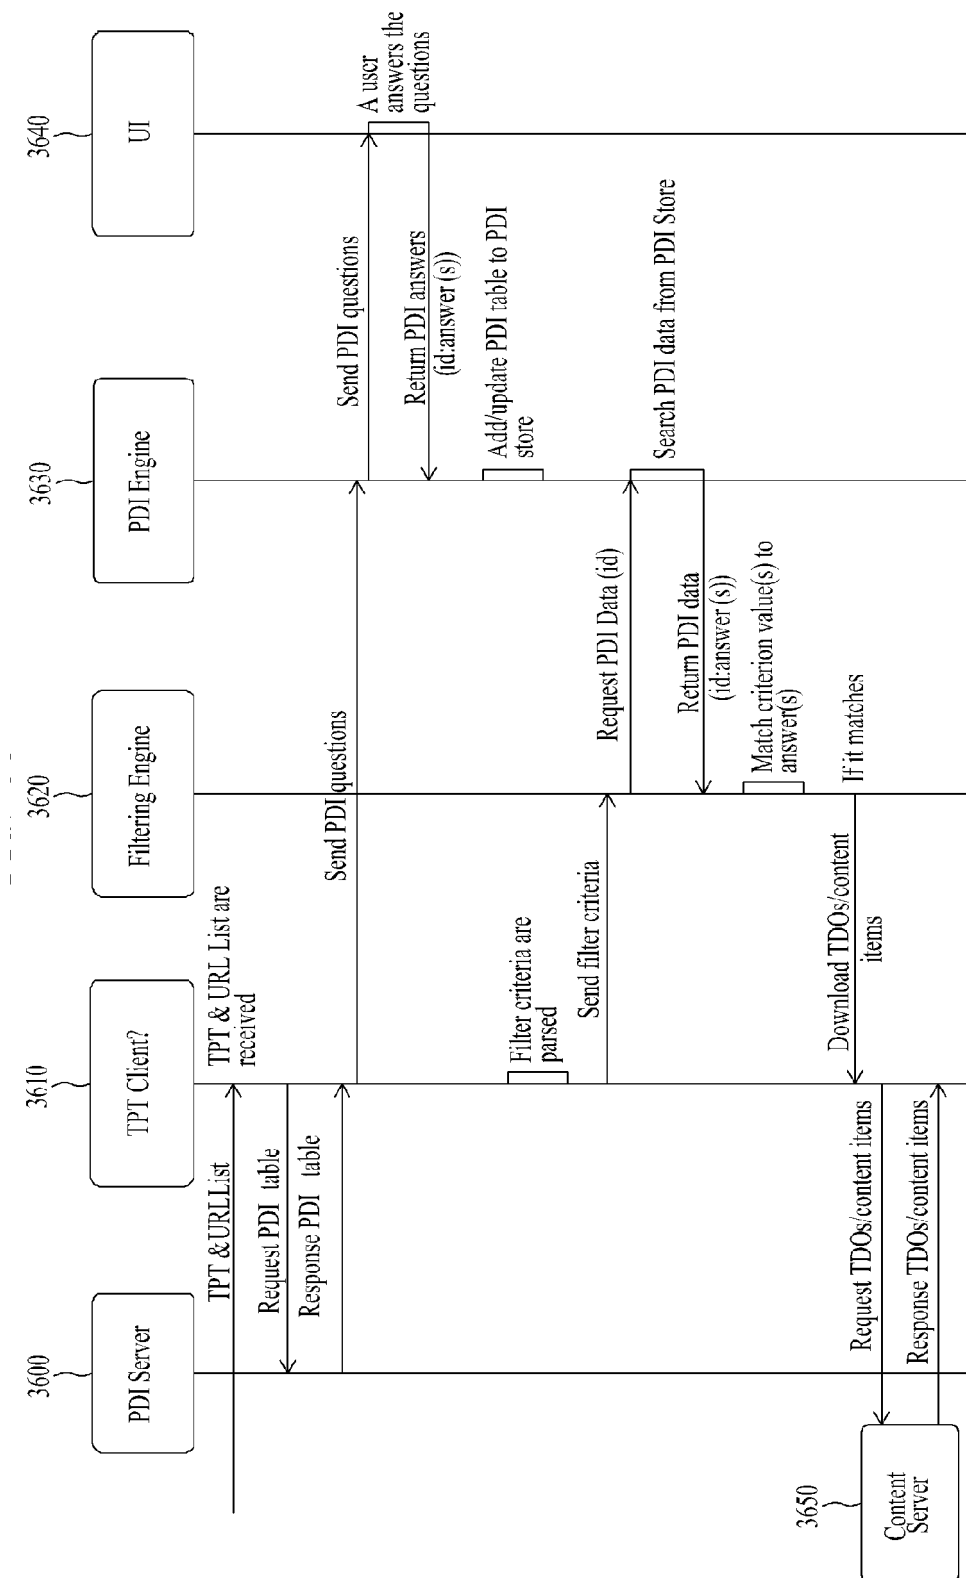 3600
PDI Server
3610
TPT Client?
3620
Filtering Engine
3630
PDI Engine
3640
UI
TPT &URLList
TPT & URL List are
received
Request PDI table
Response PDI table
Send PDI questions
Send PDI questions
A user
answers the
questions
Return PDI answers
(id:answer (s))
Add/update PDI table to PDI
store
Filter criteria are
parsed
Send filter criteria
Request PDI Data (id)
Search PDI data from PDI Store
Return PDI data
(id:answer (s))
Match criterion value(s) to
answer(s)
If it matches
Download TDOs/content
items
Request TDOs/content items
Response TDOs/content items
3650
Content
Server